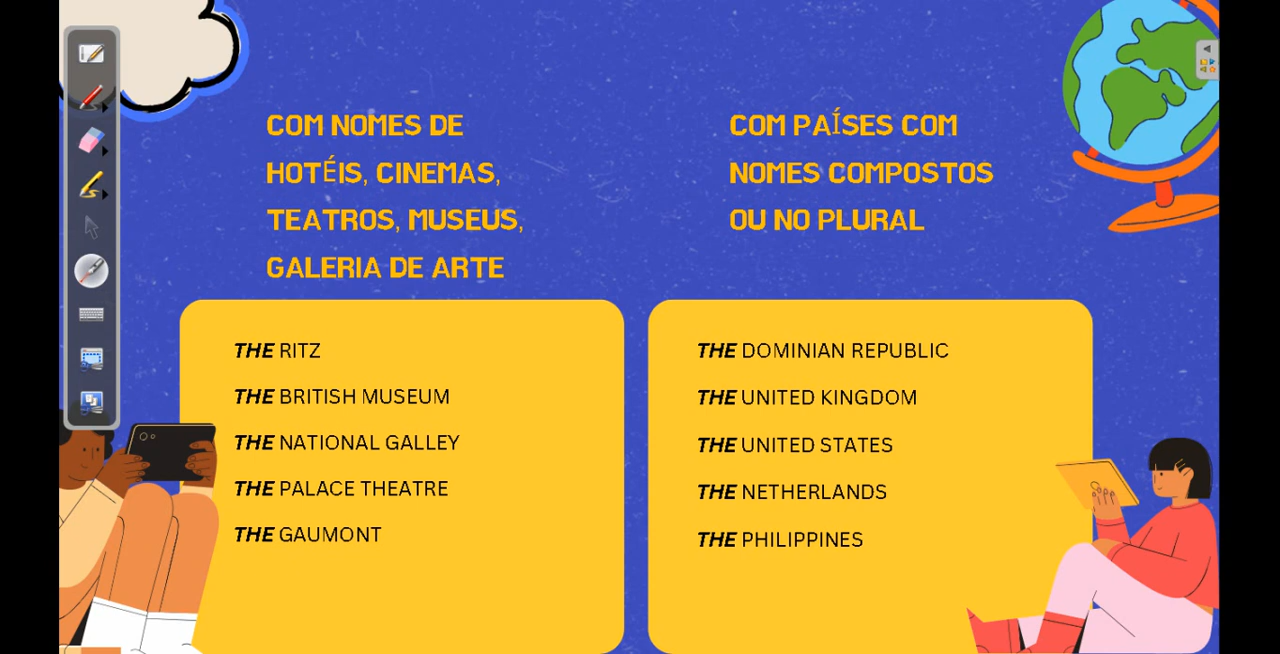 COM NOMES DE
HOTÉIS, CINEMAS,
TEATROS, MUSEUS,
GALERIA DE ARTE
THE RITZ
THE BRITISH MUSEUM
THE NATIONAL GALLEY
THE PALACE THEATRE
THE GAUMONT
COM PAÍSES COM
NOMES COMPOSTOS
OU NO PLURAL
THE DOMINIAN REPUBLIC
THE UNITED KINGDOM
THE UNITED STATES
THE NETHERLANDS
THE PHILIPPINES